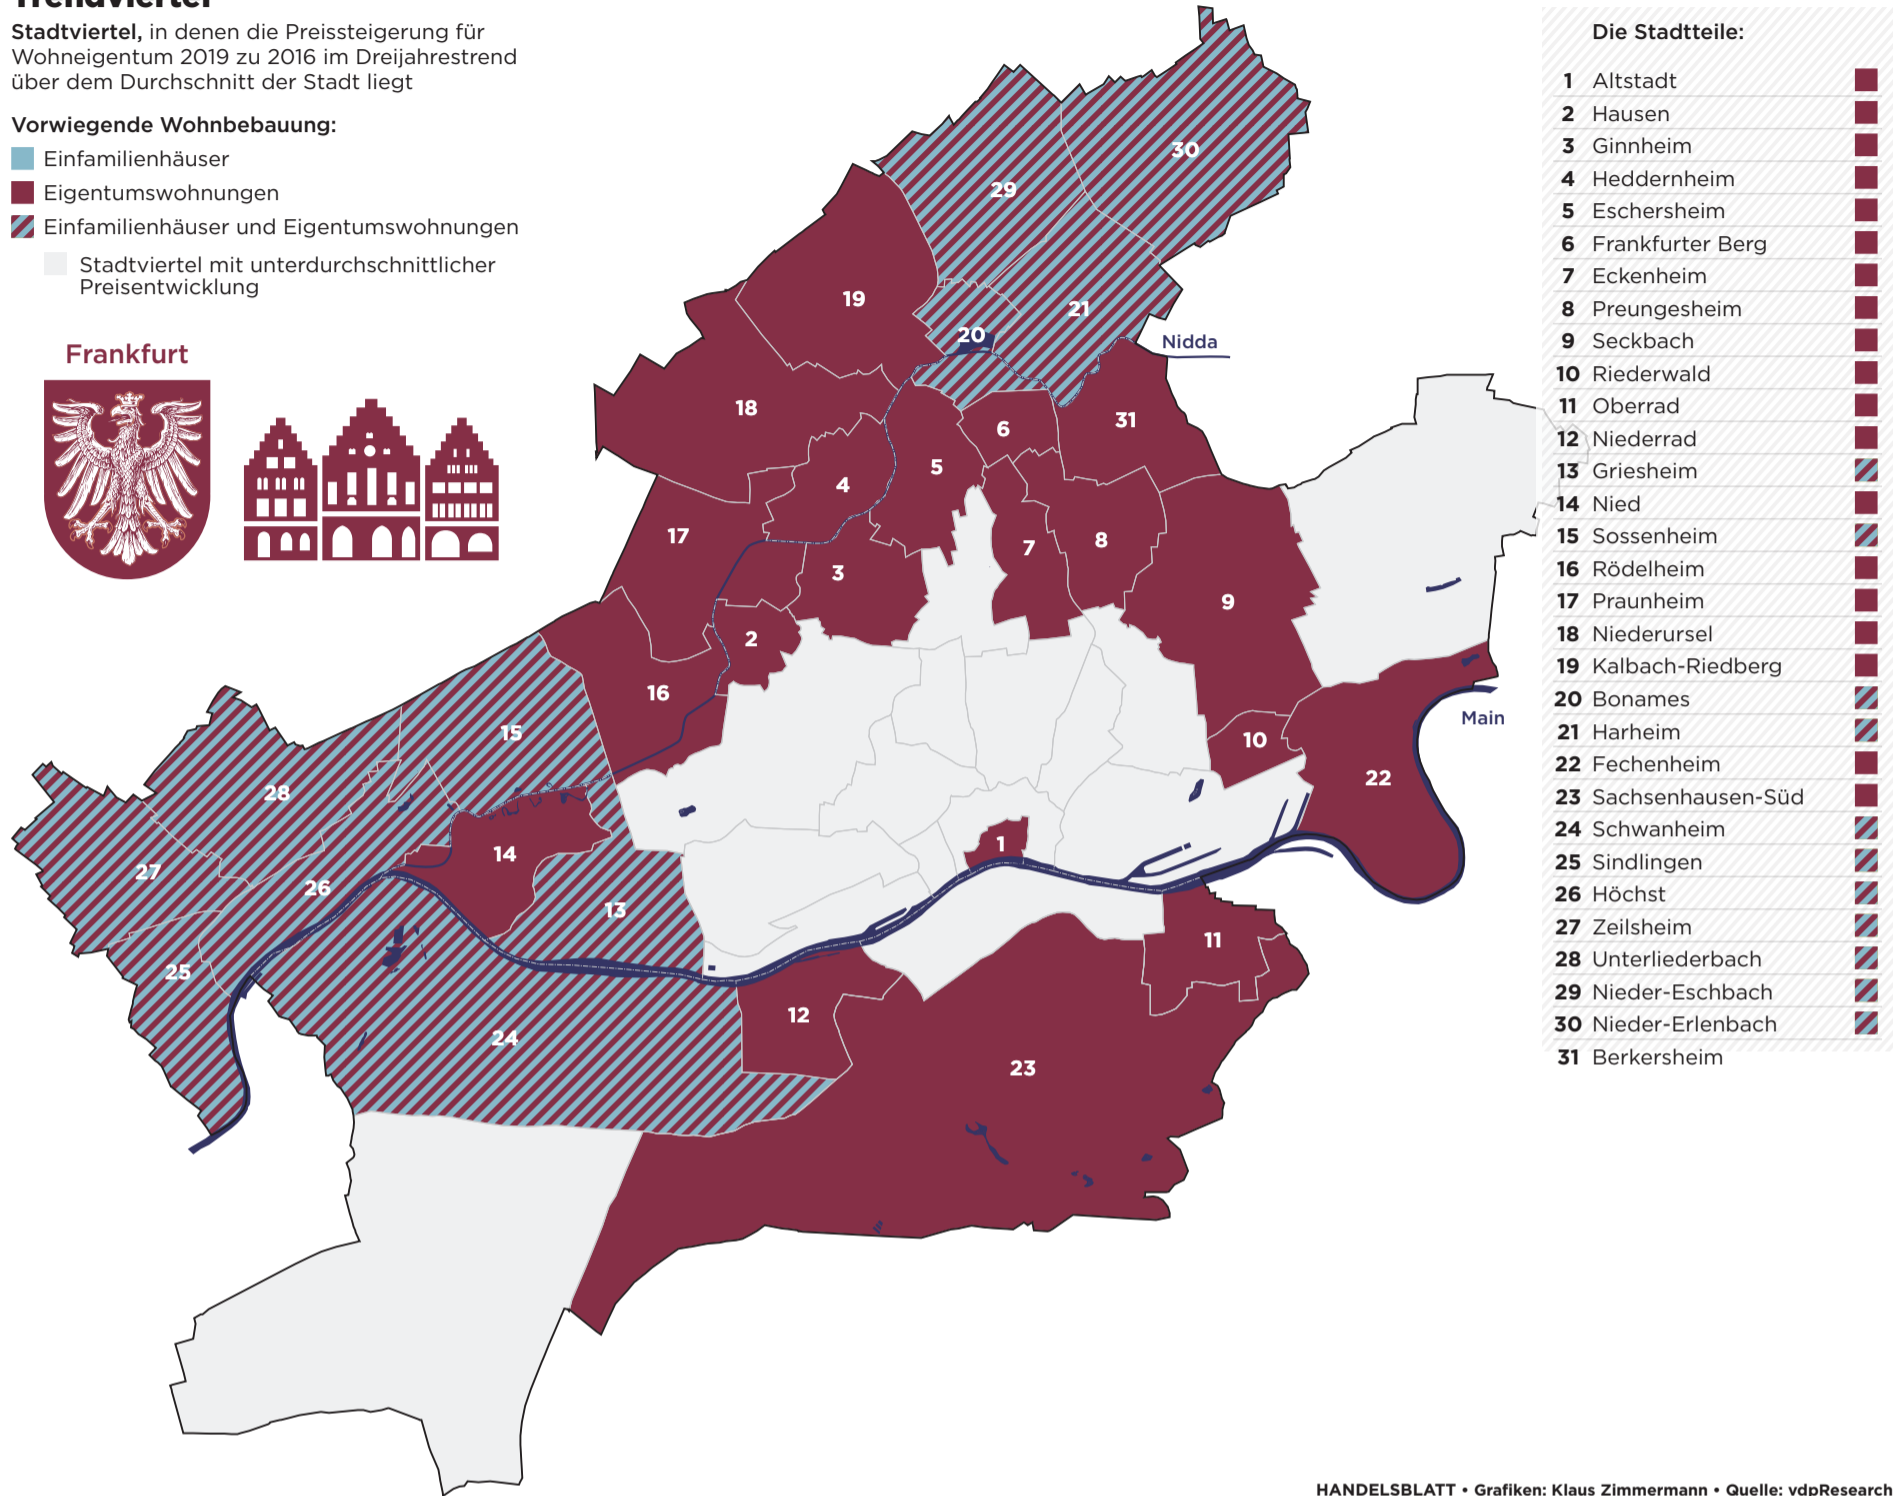 Trendviertel
Stadtviertel, in denen die Preissteigerung für
Wohneigentum 2019 zu 2016 im Dreijahrestrend
über dem Durchschnitt der Stadt liegt
Vorwiegende Wohnbebauung:
Einfamilienhäuser
Eigentumswohnungen
Einfamilienhäuser und Eigentumswohnungen
Stadtviertel mit unterdurchschnittlicher
Preisentwicklung
Frankfurt
30
29
19
21
20
Nidda
18
31
6
5
4
17
8
7
3
9
2
16
15
10
Main
22
28
1
14
27
26
13
11
25
12
24
23
Die Stadtteile:
1 Altstadt
2 Hausen
3 Ginnheim
4 Heddernheim
5 Eschersheim
6 Frankfurter Berg
7 Eckenheim
8 Preungesheim
9 Seckbach
10 Riederwald
11 Oberrad
12 Niederrad
13 Griesheim
14 Nied
15 Sossenheim
16 Rödelheim
17 Praunheim
18 Niederursel
19 Kalbach-Riedberg
20 Bonames
21 Harheim
22 Fechenheim
23 Sachsenhausen-Süd
24 Schwanheim
25 Sindlingen
26 Höchst
27 Zeilsheim
28 Unterliederbach
29 Nieder-Eschbach
30 Nieder-Erlenbach
31 Berkersheim
HANDELSBLATT • Grafiken: Klaus Zimmermann • Quelle: vdpResearch